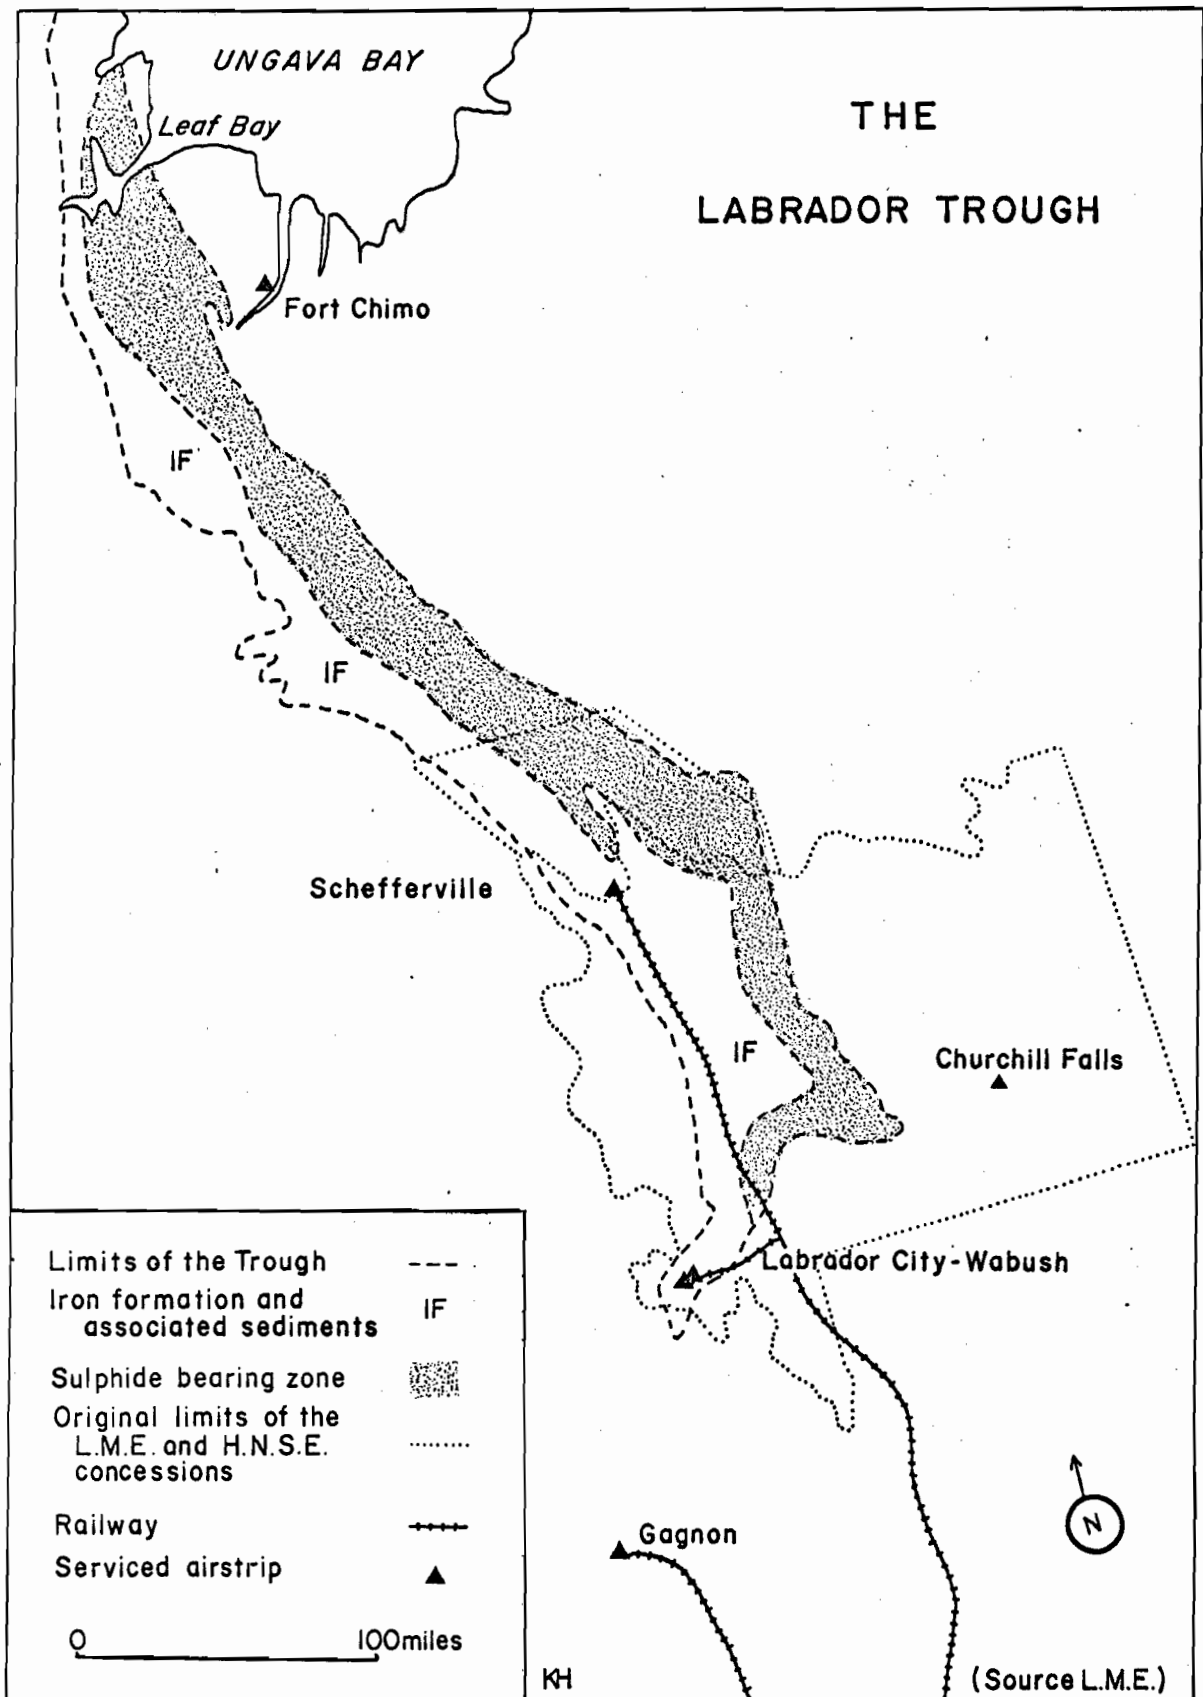 UNGAVA BAY
Leaf Bay
THE
LABRADOR TROUGH
Fort Chimo
IF
IF
Schefferville
IF
Churchill Falls
Labrador City-Wabush
Limits of the Trough
Iron formation and
associated sediments
IF
Sulphide bearing zone
Original limits of the
L.M.E. and H.N.S.E.
concessions
Railway
Serviced airstrip
0 100miles
N
Gagnon
KH
(Source L.M.E.)